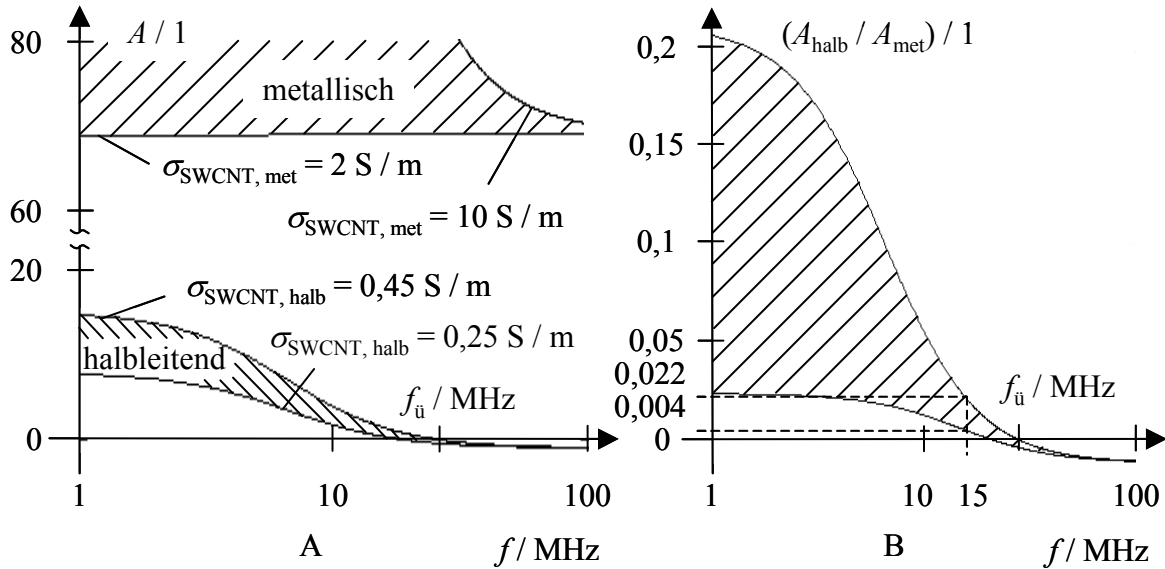 80
A / 1
metallisch
σSWCNT, met = 2 S / m
60
σSWCNT, met = 10 S / m
20
σSWCNT, halb = 0,45 S / m
σSWCNT, halb = 0,25 S / m
halbleitend
fü / MHz
0
1
10
100
A
f / MHz
(Ahalb / Amet) / 1
0,2
0,15
0,1
0,05
0,022
0,004
fü / MHz
0
1
10
15
100
B
f / MHz